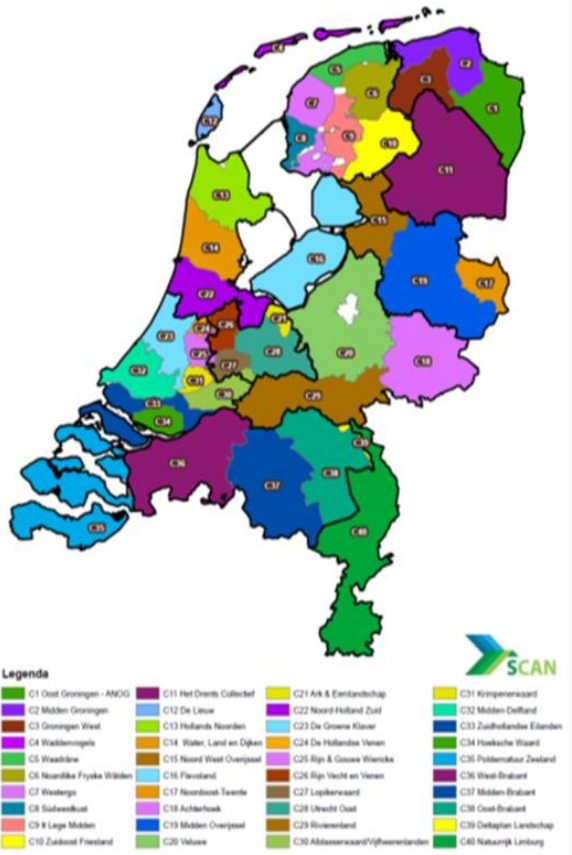 C4
C5
C6
C3
C2
C1
C7
C8
C9
C10
C11
C12
C13
C14
C15
C16
C19
C17
C22
C21
C23
C24
C26
C25
C28
C20
C18
C27
C31
C32
C30
C29
C33
C34
C35
C36
C37
C38
C39
C40
SCAN
Legenda
C1 Oost Groningen - ANOG
C2 Midden Groningen
C3 Groningen West
C4 Waddenvogels
C5 Waadrâne
C6 Noardlike Fryske Wâlden
C7 Westergo
C8 Súdwestkust
C9 It Lege Midden
C10 Zuidoost Friesland
C11 Het Drents Collectief
C12 De Lieuw
C13 Hollands Noorden
C14 Water, Land en Dijken
C15 Noord West Overijssel
C16 Flevoland
C17 Noordoost-Twente
C18 Achterhoek
C19 Midden Overijssel
C20 Veluwe
C21 Ark & Eemlandschap
C22 Noord-Holland Zuid
C23 De Groene Klaver
C24 De Hollandse Venen
C25 Rijn & Gouwe Wiericke
C26 Rijn Vecht en Venen
C27 Lopikerwaard
C28 Utrecht Oost
C29 Rivierenland
C30 Alblasserwaard/Vijfheerenlanden
C31 Krimpenerwaard
C32 Midden-Delfland
C33 Zuidhollandse Eilanden
C34 Hoeksche Waard
C35 Poldernatuur Zeeland
C36 West-Brabant
C37 Midden-Brabant
C38 Oost-Brabant
C39 Deltaplan Landschap
C40 Natuurrijk Limburg